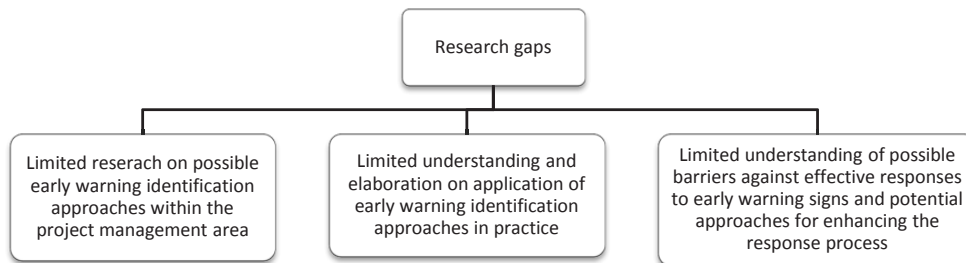 Research gaps
Limited reserach on possible
early warning identification
approaches within the
project management area
Limited understanding and
elaboration on application of
early warning identification
approaches in practice
Limited understanding of possible
barriers against effective responses
to early warning signs and potential
approaches for enhancing the
response process